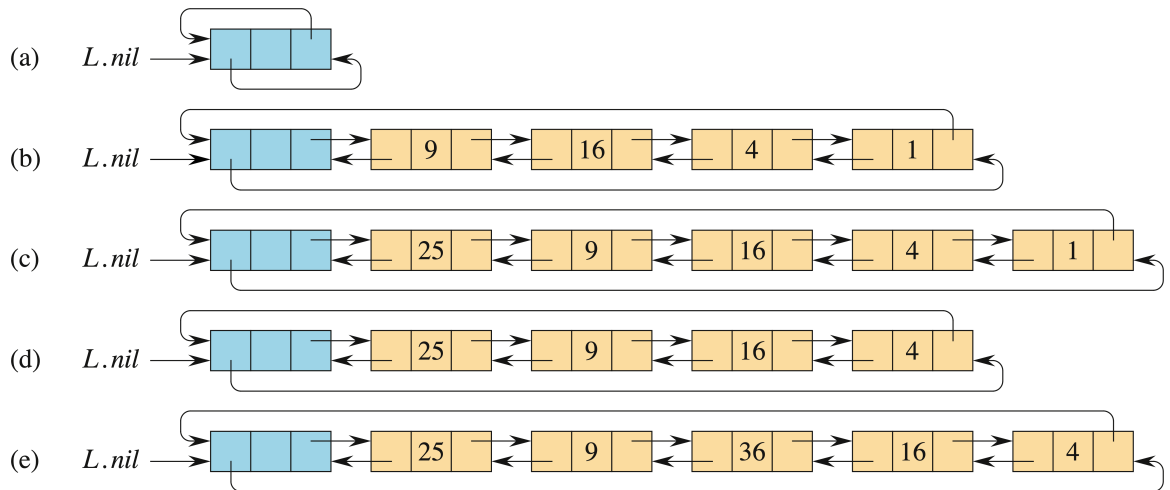 (a) L.nil
(b) L.nil 9 16 4 1
(c) L.nil 25 9 16 4 1
(d) L.nil 25 9 16 4
(e) L.nil 25 9 36 16 4